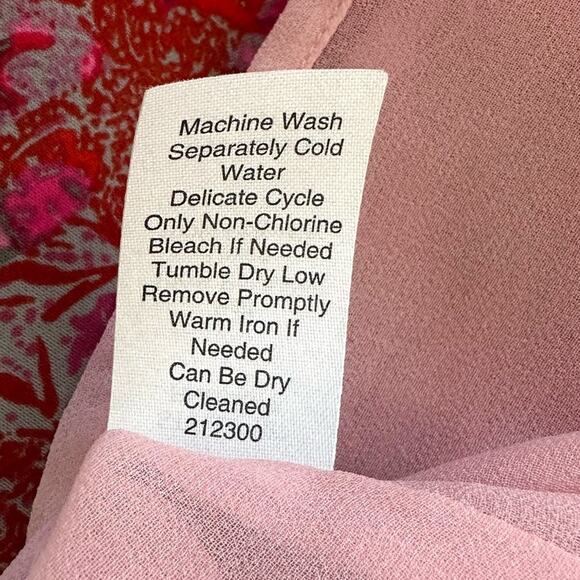 Machine Wash
Separately Cold
Water
Delicate Cycle
Only Non-Chlorine
Bleach If Needed
Tumble Dry Low
Remove Promptly
Warm Iron If
Needed
Can Be Dry
Cleaned
212300